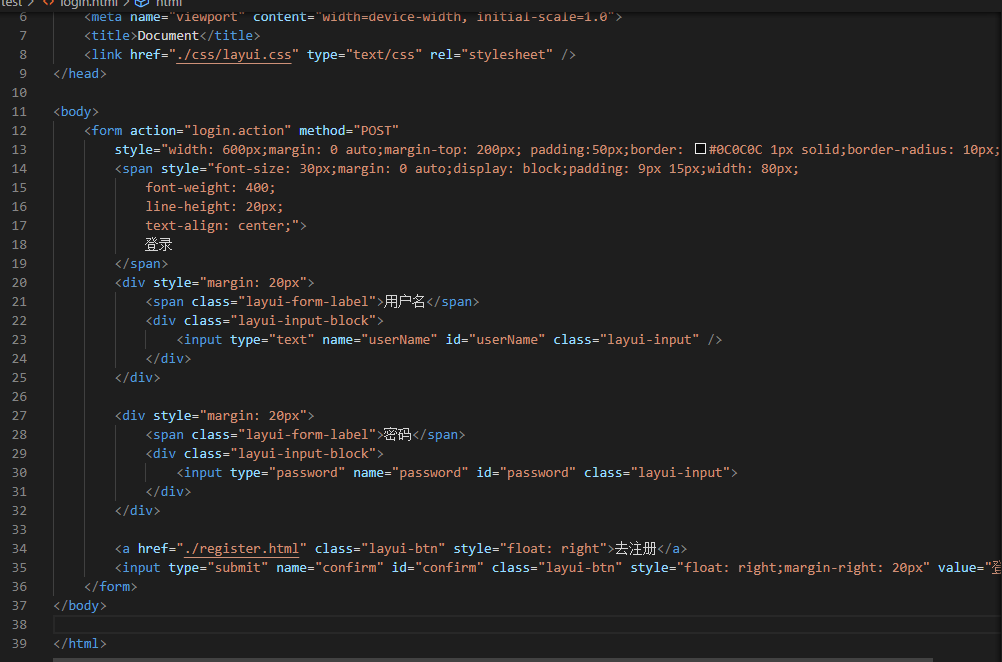 test > <> login.html > html
6 <meta name="viewport" content="width=device-width, initial-scale=1.0">
7 <title>Document</title>
8 <link href="./css/layui.css" type="text/css" rel="stylesheet" />
9 </head>
10
11 <body>
12 <form action="login.action" method="POST"
13 style="width: 600px;margin: 0 auto;margin-top: 200px; padding:50px;border: #0C0C0C 1px solid;border-radius: 10px;
14 <span style="font-size: 30px;margin: 0 auto;display: block;padding: 9px 15px;width: 80px;
15 font-weight: 400;
16 line-height: 20px;
17 text-align: center;">
18 登录
19 </span>
20 <div style="margin: 20px">
21 <span class="layui-form-label">用户名</span>
22 <div class="layui-input-block">
23 <input type="text" name="userName" id="userName" class="layui-input" />
24 </div>
25 </div>
26
27 <div style="margin: 20px">
28 <span class="layui-form-label">密码</span>
29 <div class="layui-input-block">
30 <input type="password" name="password" id="password" class="layui-input">
31 </div>
32 </div>
33
34 <a href="./register.html" class="layui-btn" style="float: right">去注册</a>
35 <input type="submit" name="confirm" id="confirm" class="layui-btn" style="float: right;margin-right: 20px" value="
36 </form>
37 </body>
38
39 </html>